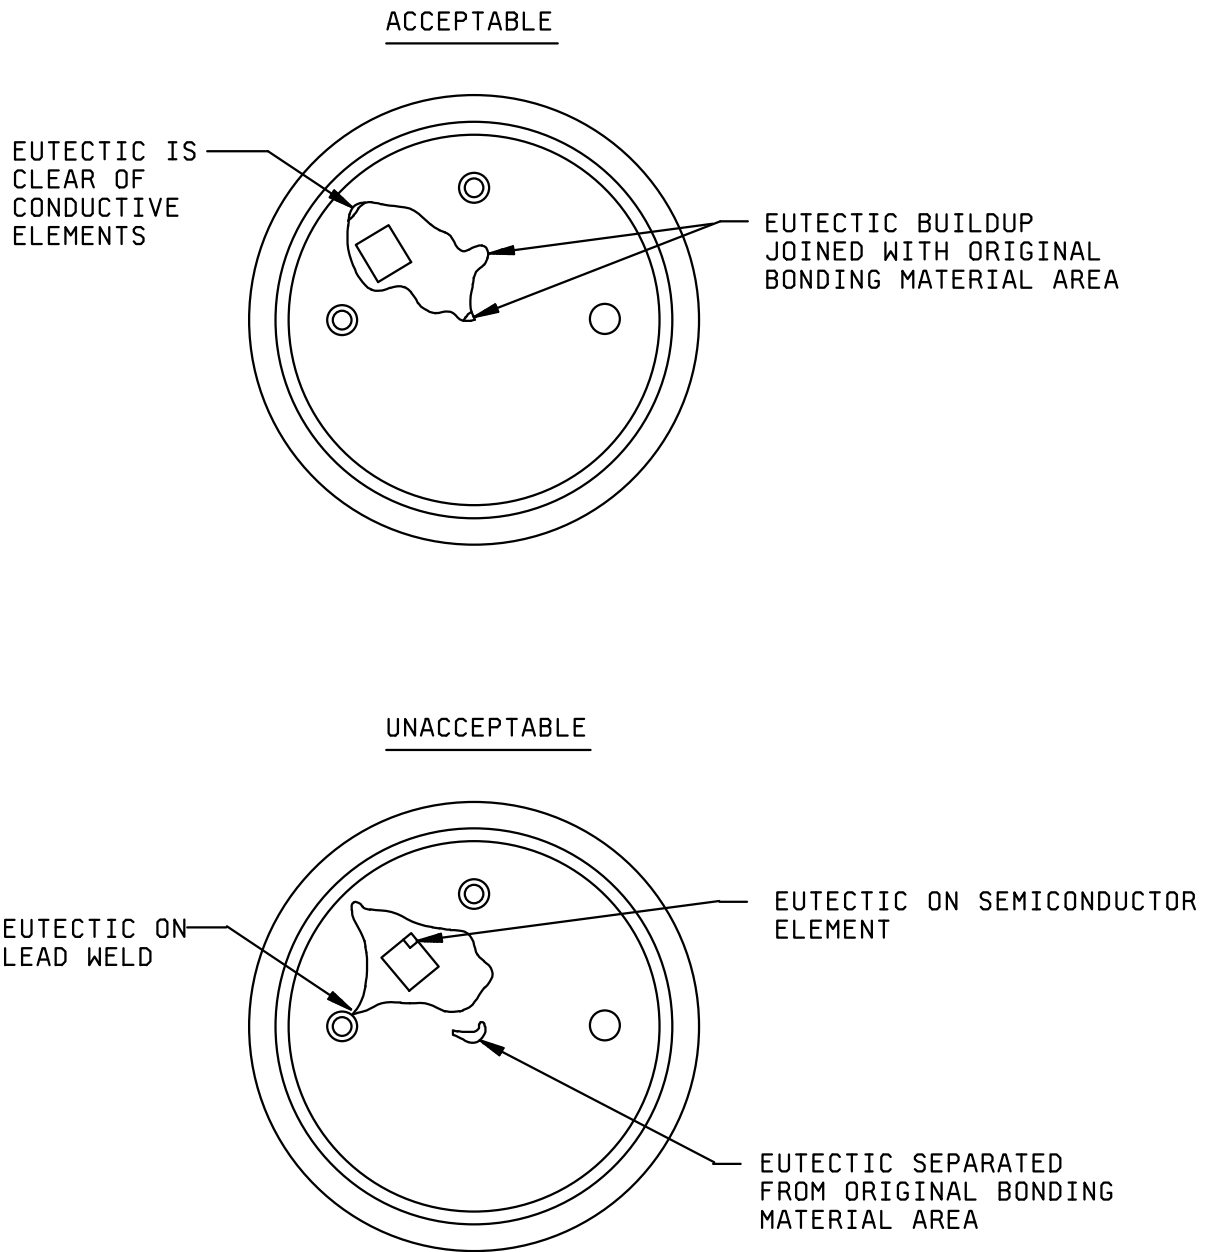 ACCEPTABLE
EUTECTIC IS
CLEAR OF
CONDUCTIVE
ELEMENTS
EUTECTIC BUILDUP
JOINED WITH ORIGINAL
BONDING MATERIAL AREA
UNACCEPTABLE
EUTECTIC ON SEMICONDUCTOR
ELEMENT
EUTECTIC ON
LEAD WELD
EUTECTIC SEPARATED
FROM ORIGINAL BONDING
MATERIAL AREA